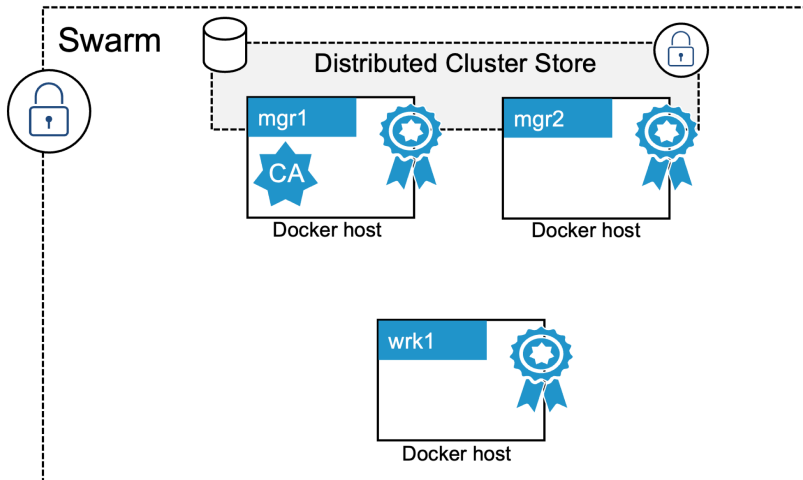 Swarm
Distributed Cluster Store
mgr1
mgr2
CA
Docker host
Docker host
wrk1
Docker host